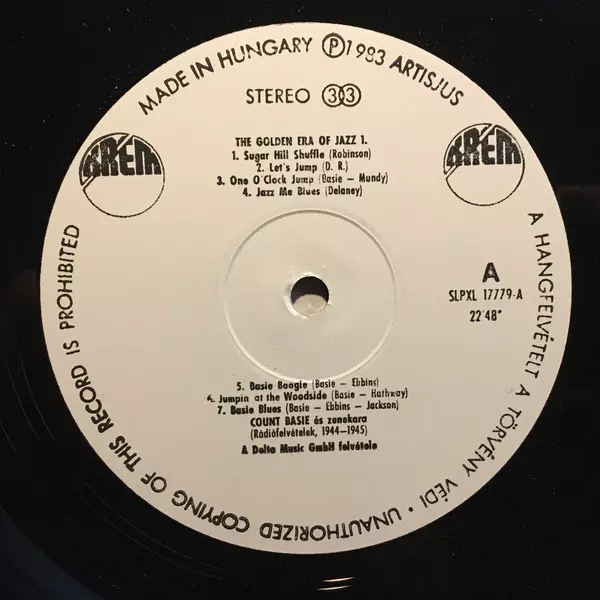 MADE IN HUNGARY Ⓟ 1983 ARTISJUS
STEREO 33
THE GOLDEN ERA OF JAZZ 1.
1. Sugar Hill Shuffle (Robinson)
2. Let's Jump (D. R.)
3. One O'Clock Jump (Basie – Mundy)
4. Jazz Me Blues (Delaney)
KRÉM
KRÉM
A
SLPXL 17779-A
22'48"
5. Basie Boogie (Basie – Ebbins)
6. Jumpin at the Woodside (Basie – Hathway)
7. Basie Blues (Basie – Ebbins – Jackson)
COUNT BASIE és zenekara
(Rádiófelvételek, 1944–1945)
A Delta Music GmbH felvétele
A HANGFELVÉTELT A TÖRVÉNY VÉDI · UNAUTHORIZED COPYING OF THIS RECORD IS PROHIBITED